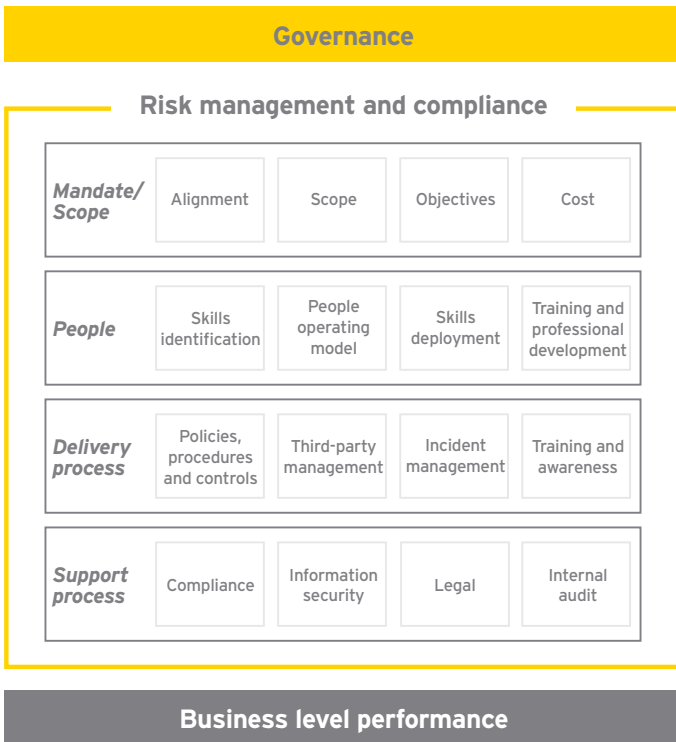 Governance
Risk management and compliance
Mandate/
Scope
Alignment
Scope
Objectives
Cost
People
Skills
identification
People
operating
model
Skills
deployment
Training and
professional
development
Delivery
process
Policies,
procedures
and controls
Third-party
management
Incident
management
Training and
awareness
Support
process
Compliance
Information
security
Legal
Internal
audit
Business level performance